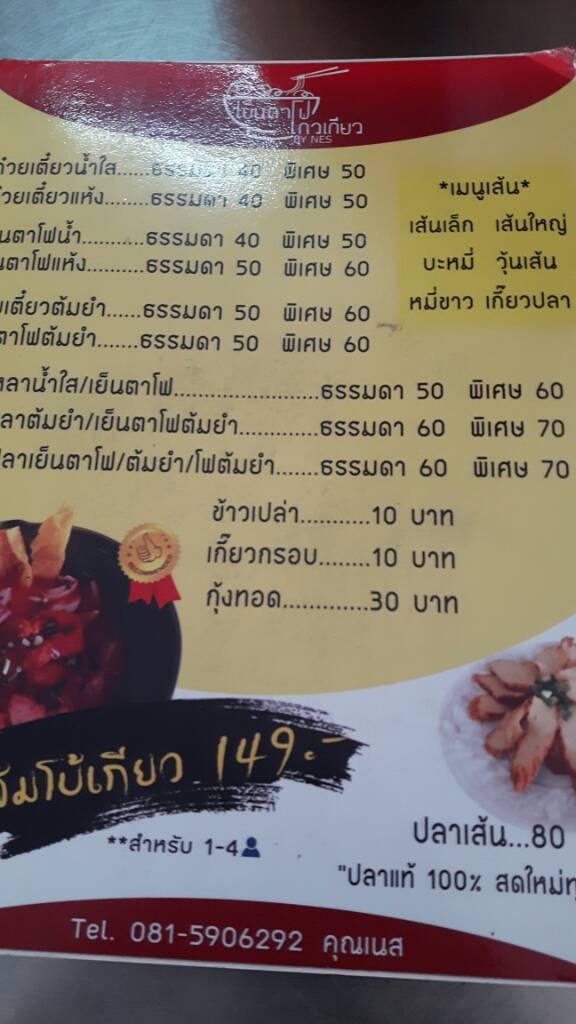 เย็นตาโฟ
เกวเกียว
BY NES
ก๋วยเตี๋ยวน้ำใส......ธรรมดา 40 พิเศษ 50
ก๋วยเตี๋ยวแห้ง........ธรรมดา 40 พิเศษ 50
นตาโฟน้ำ..........ธรรมดา 40 พิเศษ 50
นตาโฟแห้ง........ธรรมดา 50 พิเศษ 60
เตี๋ยวต้มยำ......ธรรมดา 50 พิเศษ 60
ตาโฟต้มยำ.......ธรรมดา 50 พิเศษ 60
*เมนูเส้น*
เส้นเล็ก เส้นใหญ่
บะหมี่ วุ้นเส้น
หมี่ขาว เกี๊ยวปลา
ลาน้ำใส/เย็นตาโฟ.......................ธรรมดา 50 พิเศษ 60
ลาต้มยำ/เย็นตาโฟต้มยำ.............ธรรมดา 60 พิเศษ 70
ปลาเย็นตาโฟ/ต้มยำ/โฟต้มยำ.......ธรรมดา 60 พิเศษ 70
ข้าวเปล่า...........10 บาท
เกี๊ยวกรอบ........10 บาท
กุ้งทอด.............30 บาท
RECOMMENDED
จัมโบ้เกียว 149.-
**สำหรับ 1-4
ปลาเส้น...80
"ปลาแท้ 100% สดใหม่ทุ
Tel. 081-5906292 คุณเนส